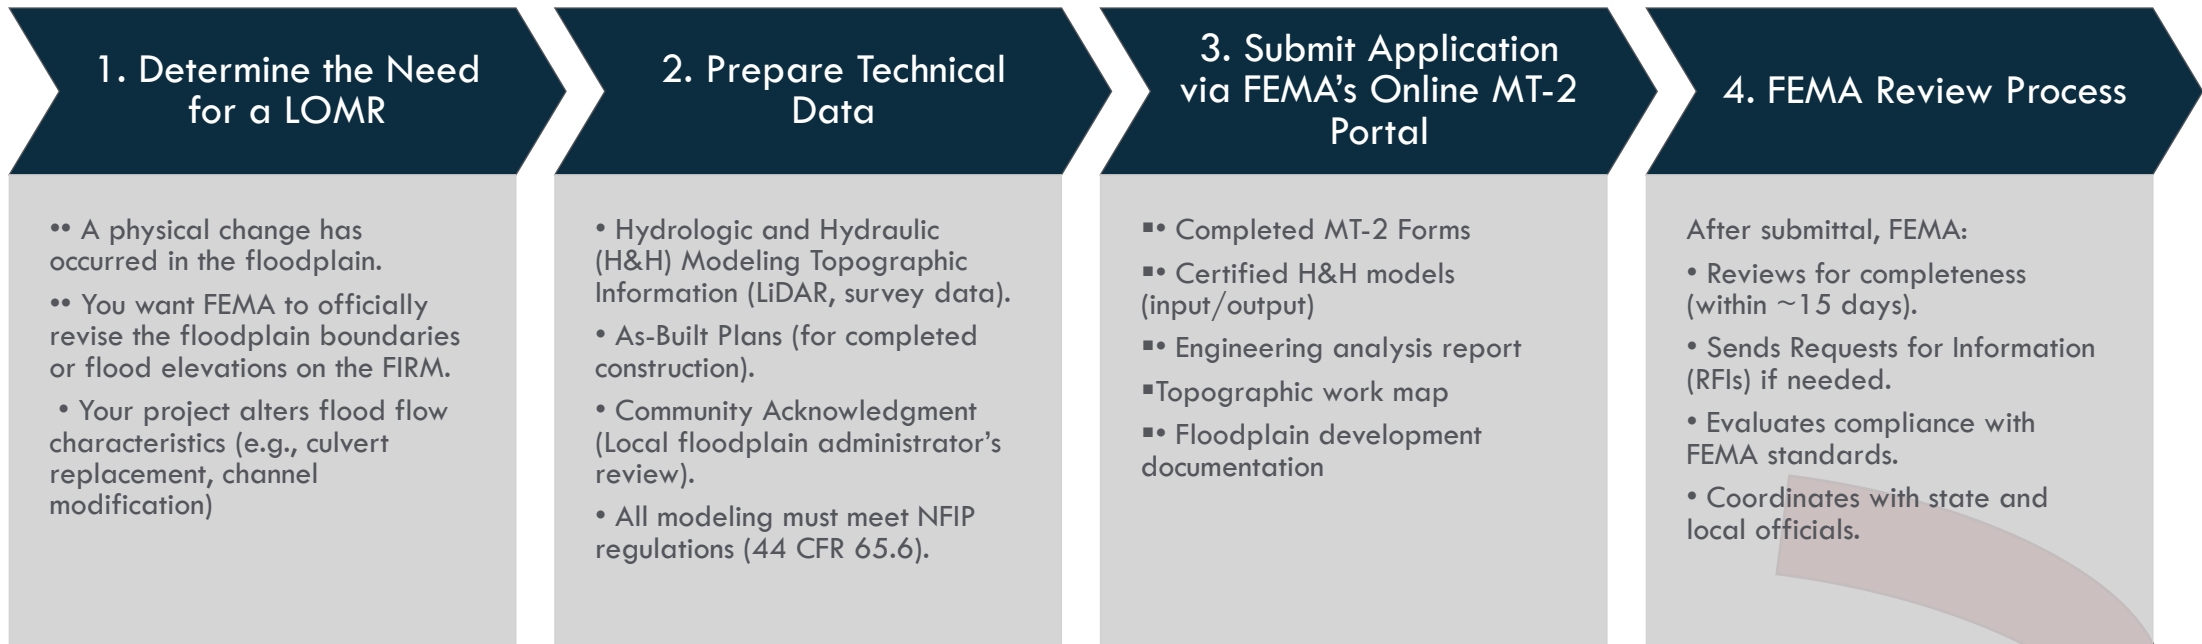 1. Determine the Need
for a LOMR
•• A physical change has
occurred in the floodplain.
•• You want FEMA to officially
revise the floodplain boundaries
or flood elevations on the FIRM.
• Your project alters flood flow
characteristics (e.g., culvert
replacement, channel
modification)
2. Prepare Technical
Data
• Hydrologic and Hydraulic
(H&H) Modeling Topographic
Information (LiDAR, survey data).
• As-Built Plans (for completed
construction).
• Community Acknowledgment
(Local floodplain administrator’s
review).
• All modeling must meet NFIP
regulations (44 CFR 65.6).
3. Submit Application
via FEMA’s Online MT-2
Portal
▪• Completed MT-2 Forms
▪• Certified H&H models
(input/output)
▪• Engineering analysis report
▪Topographic work map
▪• Floodplain development
documentation
4. FEMA Review Process
After submittal, FEMA:
• Reviews for completeness
(within ~15 days).
• Sends Requests for Information
(RFIs) if needed.
• Evaluates compliance with
FEMA standards.
• Coordinates with state and
local officials.